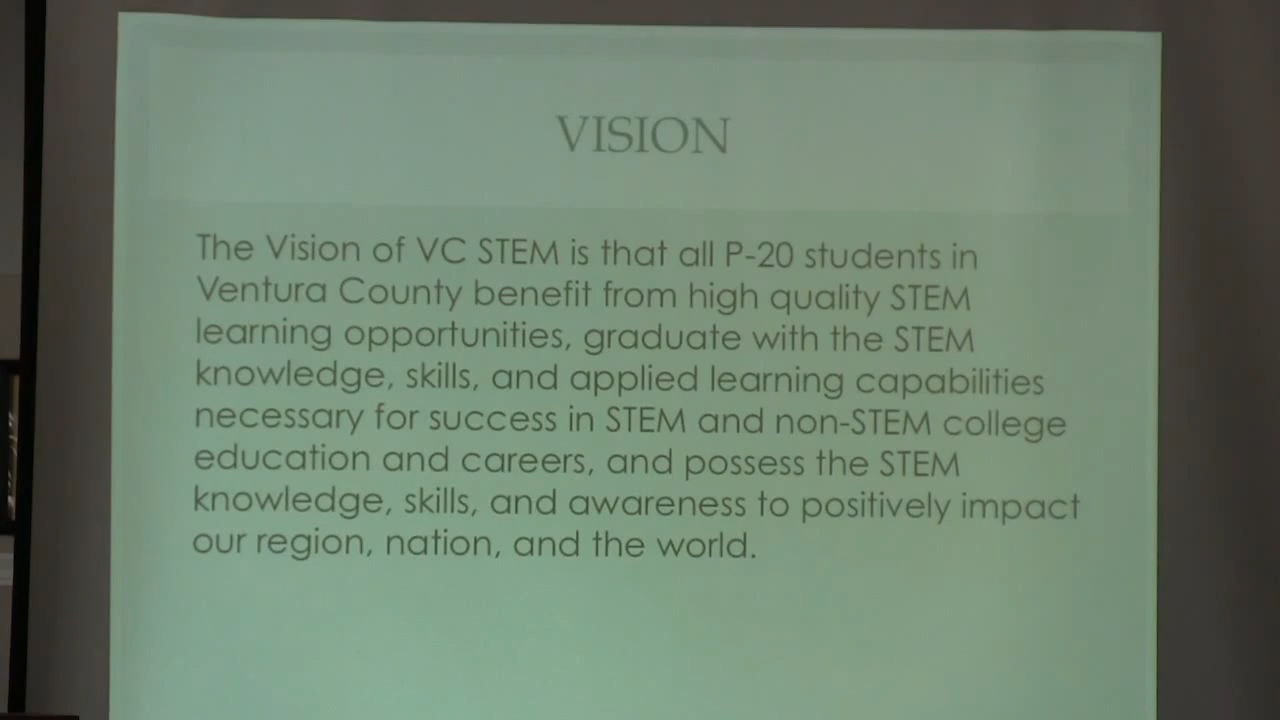 VISION
The Vision of VC STEM is that all P-20 students in
Ventura County benefit from high quality STEM
learning opportunities, graduate with the STEM
knowledge, skills, and applied learning capabilities
necessary for success in STEM and non-STEM college
education and careers, and possess the STEM
knowledge, skills, and awareness to positively impact
our region, nation, and the world.